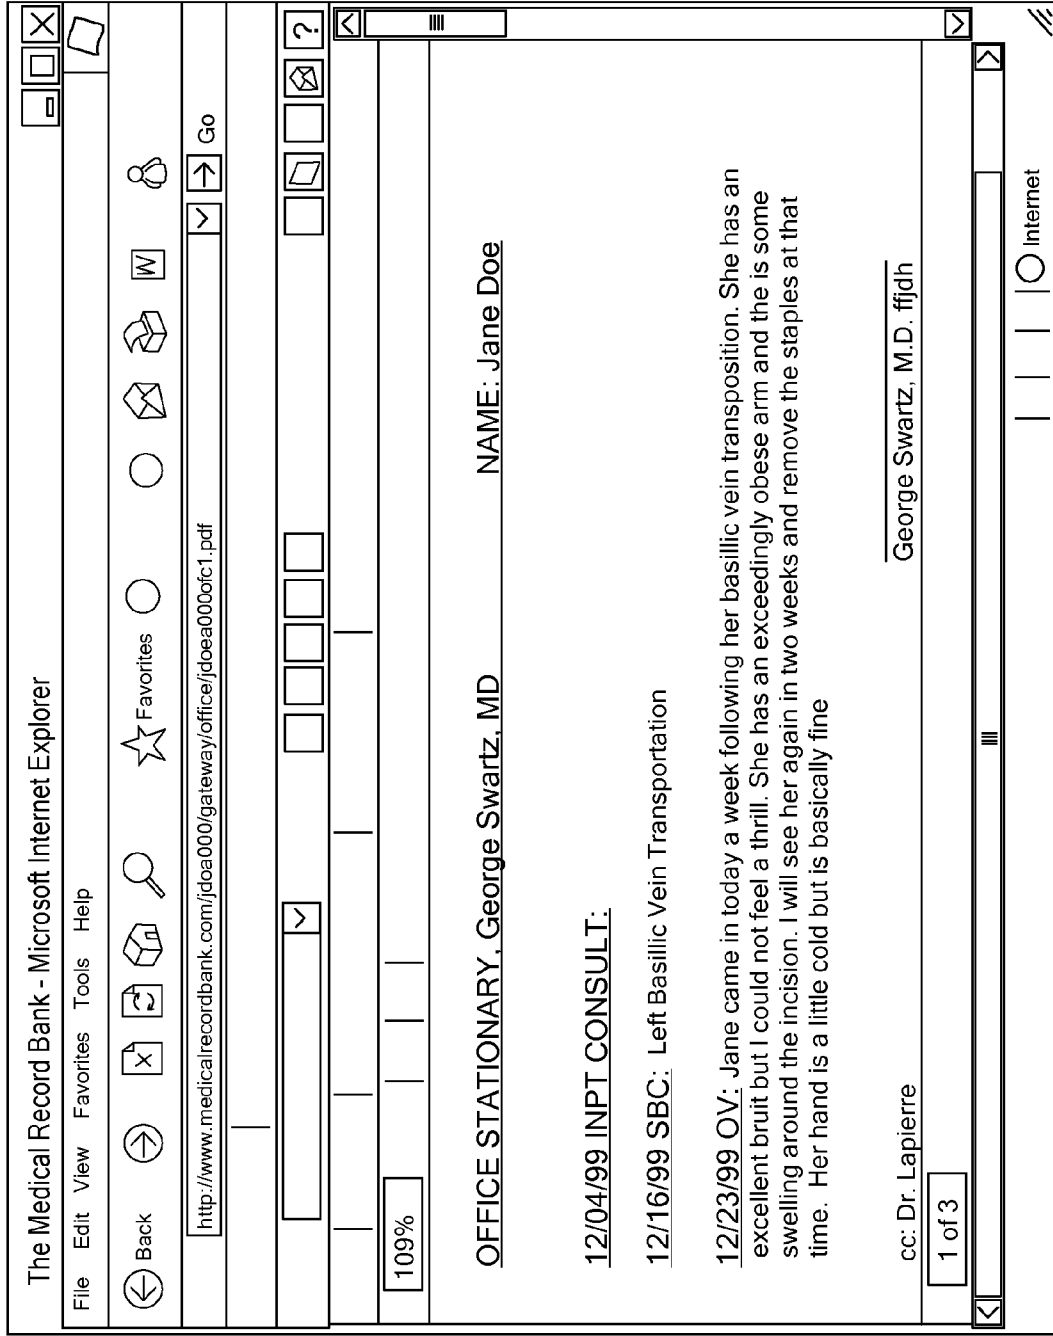 The Medical Record Bank - Microsoft Internet Explorer
File Edit View Favorites Tools Help
Back Favorites W
http://www.medicalrecordbank.com/jdoa000/gateway/office/jdoea000ofc1.pdf Go
?
109%
OFFICE STATIONARY, George Swartz, MD NAME: Jane Doe
12/04/99 INPT CONSULT:
12/16/99 SBC: Left Basillic Vein Transportation
12/23/99 OV: Jane came in today a week following her basillic vein transposition. She has an
excellent bruit but I could not feel a thrill. She has an exceedingly obese arm and the is some
swelling around the incision. I will see her again in two weeks and remove the staples at that
time. Her hand is a little cold but is basically fine
George Swartz, M.D. ffjdh
cc: Dr. Lapierre
1 of 3
Internet